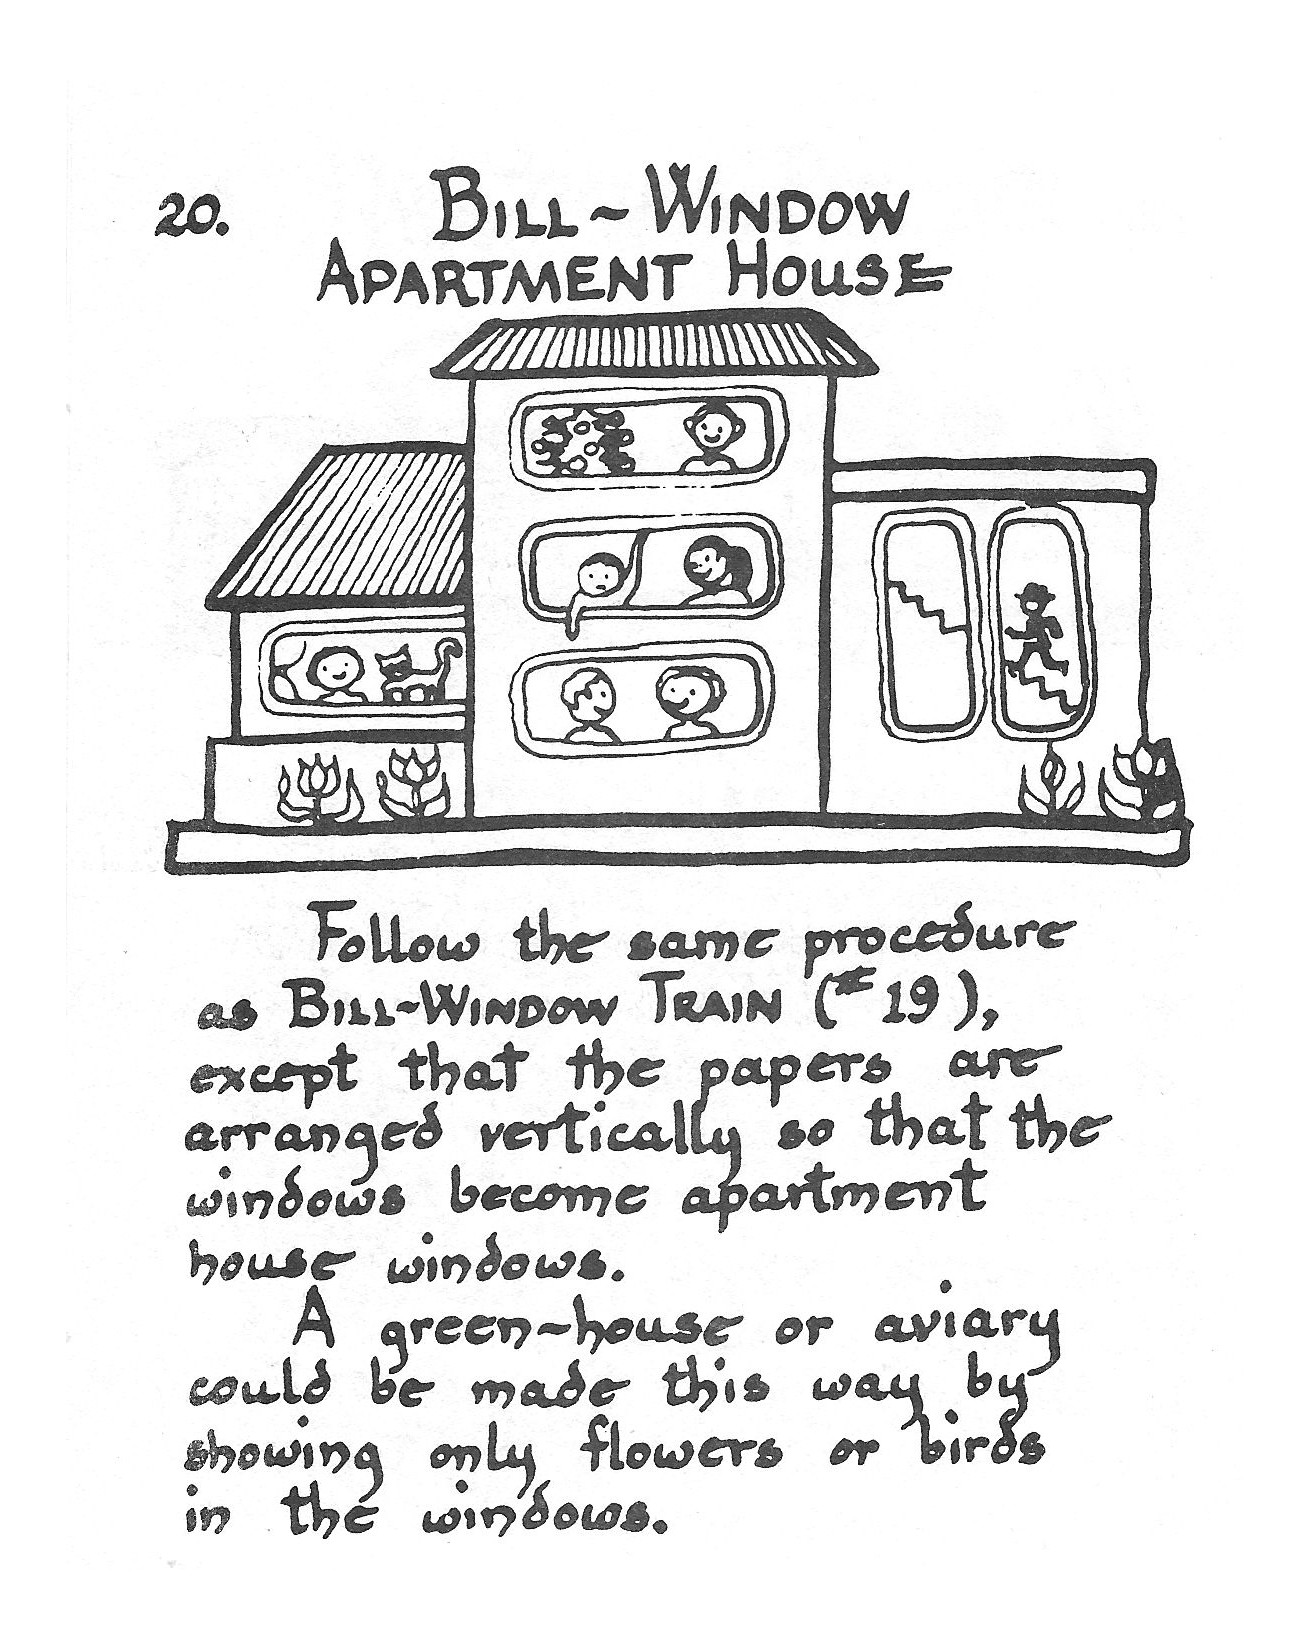 20.
BILL~WINDOW
APARTMENT HOUSE
Follow the same procedure
as BILL~WINDOW TRAIN (#19),
except that the papers are
arranged vertically so that the
windows become apartment
house windows.
A green~house or aviary
could be made this way by
showing only flowers or birds
in the windows.